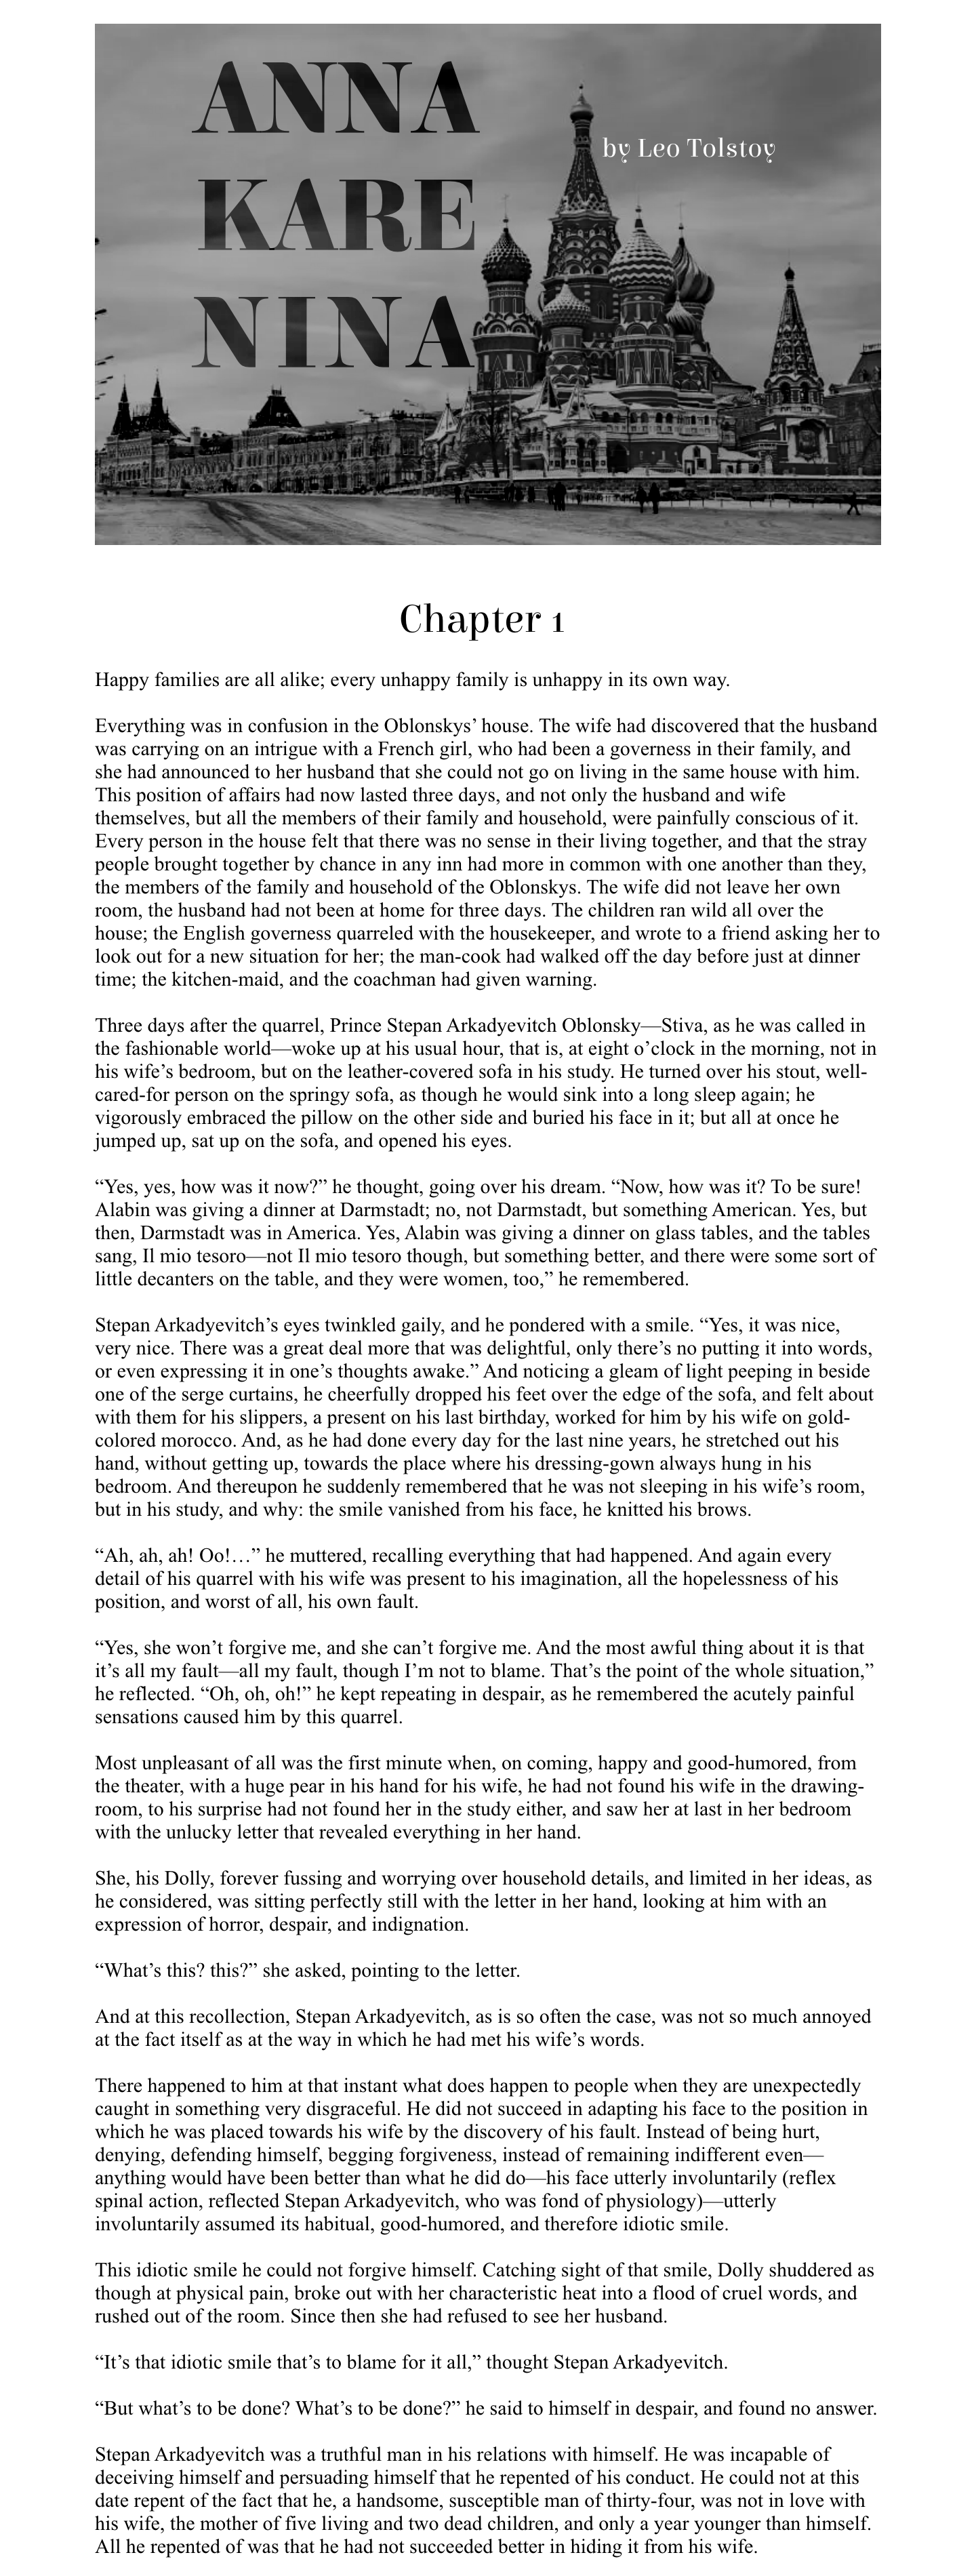 ANNA
KARE
NINA
by Leo Tolstoy
Chapter 1
Happy families are all alike; every unhappy family is unhappy in its own way.
Everything was in confusion in the Oblonskys’ house. The wife had discovered that the husband
was carrying on an intrigue with a French girl, who had been a governess in their family, and
she had announced to her husband that she could not go on living in the same house with him.
This position of affairs had now lasted three days, and not only the husband and wife
themselves, but all the members of their family and household, were painfully conscious of it.
Every person in the house felt that there was no sense in their living together, and that the stray
people brought together by chance in any inn had more in common with one another than they,
the members of the family and household of the Oblonskys. The wife did not leave her own
room, the husband had not been at home for three days. The children ran wild all over the
house; the English governess quarreled with the housekeeper, and wrote to a friend asking her to
look out for a new situation for her; the man-cook had walked off the day before just at dinner
time; the kitchen-maid, and the coachman had given warning.
Three days after the quarrel, Prince Stepan Arkadyevitch Oblonsky—Stiva, as he was called in
the fashionable world—woke up at his usual hour, that is, at eight o’clock in the morning, not in
his wife’s bedroom, but on the leather-covered sofa in his study. He turned over his stout, well-
cared-for person on the springy sofa, as though he would sink into a long sleep again; he
vigorously embraced the pillow on the other side and buried his face in it; but all at once he
jumped up, sat up on the sofa, and opened his eyes.
“Yes, yes, how was it now?” he thought, going over his dream. “Now, how was it? To be sure!
Alabin was giving a dinner at Darmstadt; no, not Darmstadt, but something American. Yes, but
then, Darmstadt was in America. Yes, Alabin was giving a dinner on glass tables, and the tables
sang, Il mio tesoro—not Il mio tesoro though, but something better, and there were some sort of
little decanters on the table, and they were women, too,” he remembered.
Stepan Arkadyevitch’s eyes twinkled gaily, and he pondered with a smile. “Yes, it was nice,
very nice. There was a great deal more that was delightful, only there’s no putting it into words,
or even expressing it in one’s thoughts awake.” And noticing a gleam of light peeping in beside
one of the serge curtains, he cheerfully dropped his feet over the edge of the sofa, and felt about
with them for his slippers, a present on his last birthday, worked for him by his wife on gold-
colored morocco. And, as he had done every day for the last nine years, he stretched out his
hand, without getting up, towards the place where his dressing-gown always hung in his
bedroom. And thereupon he suddenly remembered that he was not sleeping in his wife’s room,
but in his study, and why: the smile vanished from his face, he knitted his brows.
“Ah, ah, ah! Oo!…” he muttered, recalling everything that had happened. And again every
detail of his quarrel with his wife was present to his imagination, all the hopelessness of his
position, and worst of all, his own fault.
“Yes, she won’t forgive me, and she can’t forgive me. And the most awful thing about it is that
it’s all my fault—all my fault, though I’m not to blame. That’s the point of the whole situation,”
he reflected. “Oh, oh, oh!” he kept repeating in despair, as he remembered the acutely painful
sensations caused him by this quarrel.
Most unpleasant of all was the first minute when, on coming, happy and good-humored, from
the theater, with a huge pear in his hand for his wife, he had not found his wife in the drawing-
room, to his surprise had not found her in the study either, and saw her at last in her bedroom
with the unlucky letter that revealed everything in her hand.
She, his Dolly, forever fussing and worrying over household details, and limited in her ideas, as
he considered, was sitting perfectly still with the letter in her hand, looking at him with an
expression of horror, despair, and indignation.
“What’s this? this?” she asked, pointing to the letter.
And at this recollection, Stepan Arkadyevitch, as is so often the case, was not so much annoyed
at the fact itself as at the way in which he had met his wife’s words.
There happened to him at that instant what does happen to people when they are unexpectedly
caught in something very disgraceful. He did not succeed in adapting his face to the position in
which he was placed towards his wife by the discovery of his fault. Instead of being hurt,
denying, defending himself, begging forgiveness, instead of remaining indifferent even—
anything would have been better than what he did do—his face utterly involuntarily (reflex
spinal action, reflected Stepan Arkadyevitch, who was fond of physiology)—utterly
involuntarily assumed its habitual, good-humored, and therefore idiotic smile.
This idiotic smile he could not forgive himself. Catching sight of that smile, Dolly shuddered as
though at physical pain, broke out with her characteristic heat into a flood of cruel words, and
rushed out of the room. Since then she had refused to see her husband.
“It’s that idiotic smile that’s to blame for it all,” thought Stepan Arkadyevitch.
“But what’s to be done? What’s to be done?” he said to himself in despair, and found no answer.
Stepan Arkadyevitch was a truthful man in his relations with himself. He was incapable of
deceiving himself and persuading himself that he repented of his conduct. He could not at this
date repent of the fact that he, a handsome, susceptible man of thirty-four, was not in love with
his wife, the mother of five living and two dead children, and only a year younger than himself.
All he repented of was that he had not succeeded better in hiding it from his wife.